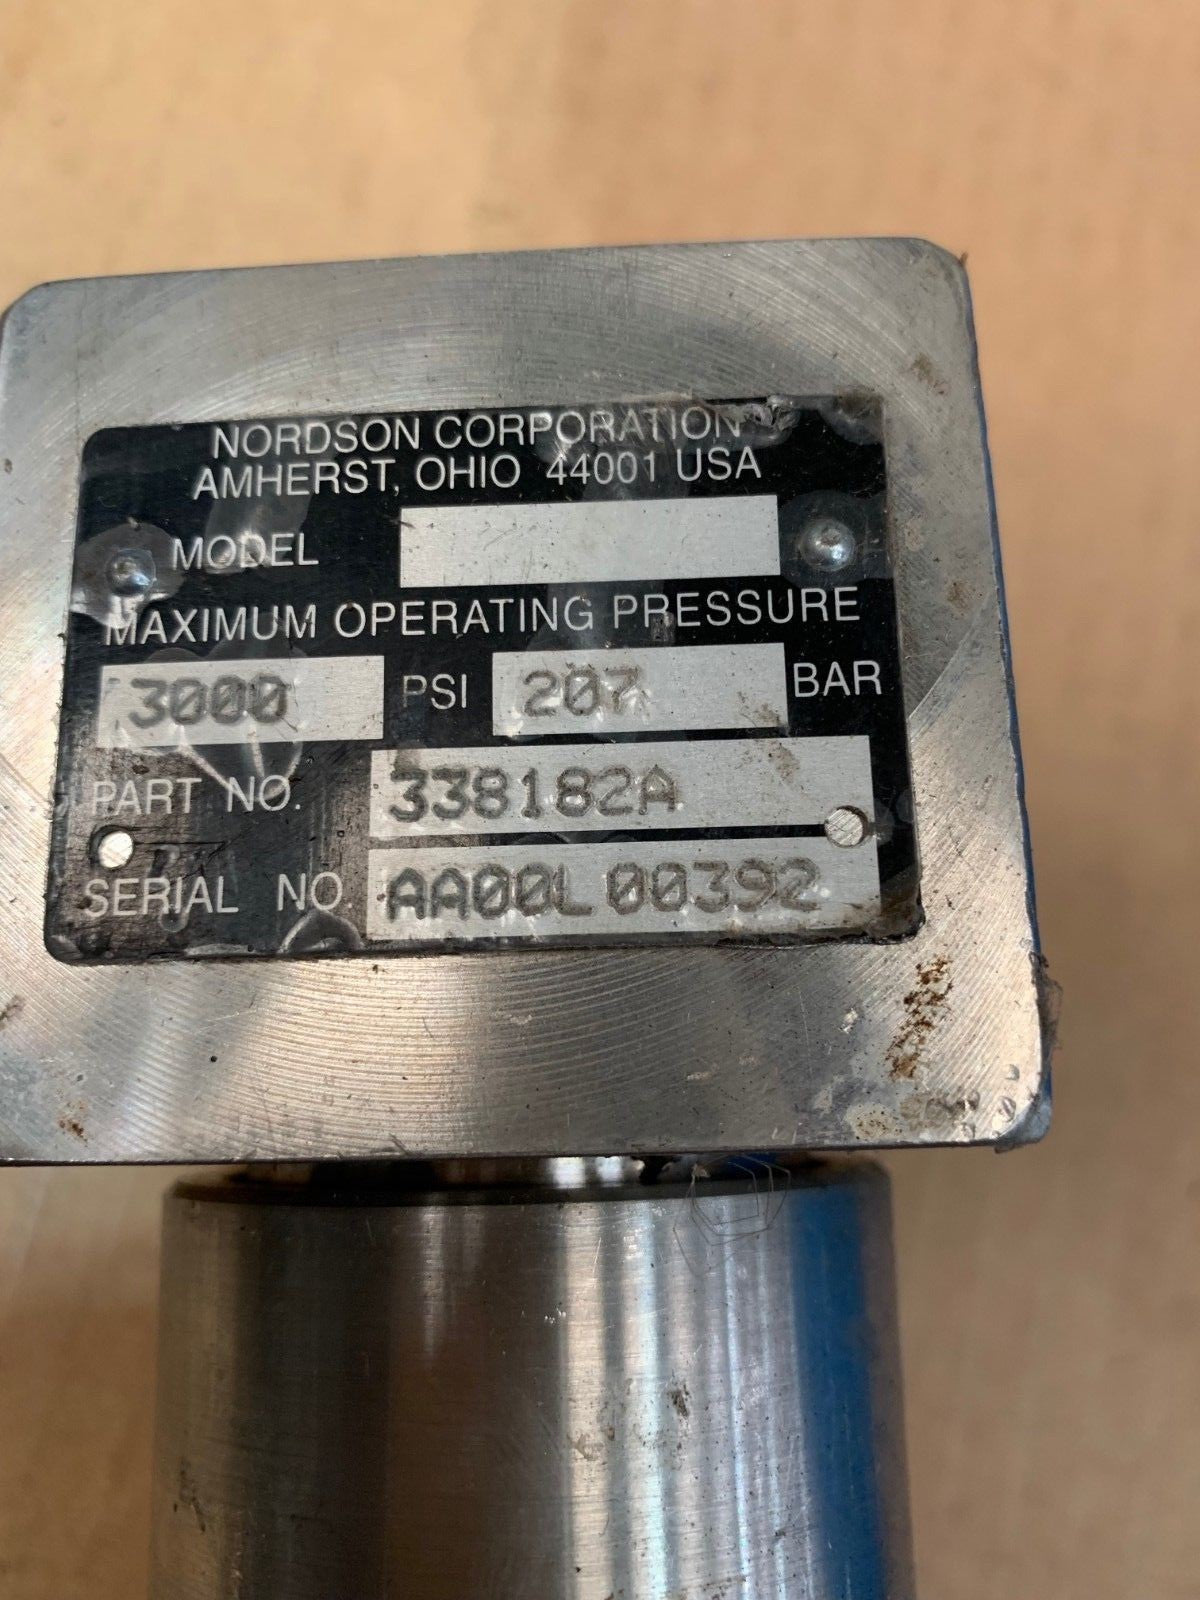 NORDSON CORPORATION
AMHERST, OHIO 44001 USA
MODEL
MAXIMUM OPERATING PRESSURE
3000 PSI 207 BAR
PART NO. 338182A
SERIAL NO. AA00L00392